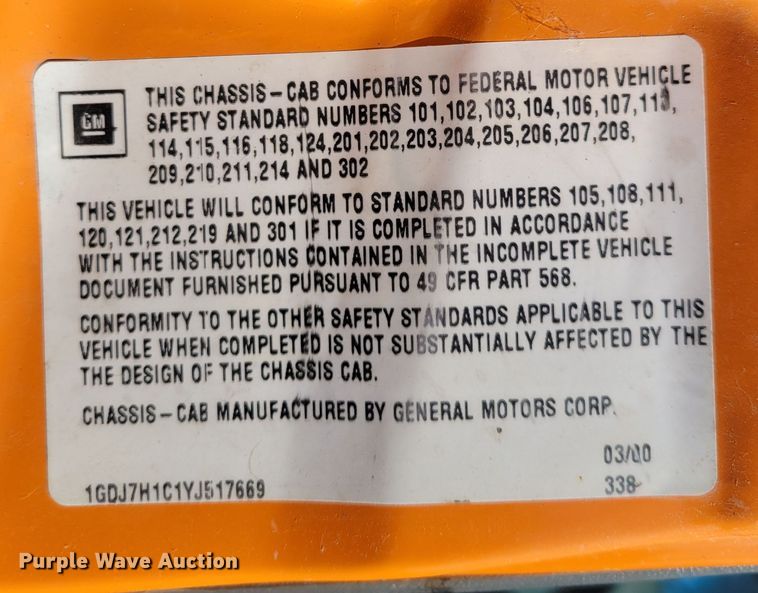 GM
THIS CHASSIS-CAB CONFORMS TO FEDERAL MOTOR VEHICLE
SAFETY STANDARD NUMBERS 101,102,103,104,106,107,113,
114,115,116,118,124,201,202,203,204,205,206,207,208,
209,210,211,214 AND 302
THIS VEHICLE WILL CONFORM TO STANDARD NUMBERS 105,108,111,
120,121,212,219 AND 301 IF IT IS COMPLETED IN ACCORDANCE
WITH THE INSTRUCTIONS CONTAINED IN THE INCOMPLETE VEHICLE
DOCUMENT FURNISHED PURSUANT TO 49 CFR PART 568.
CONFORMITY TO THE OTHER SAFETY STANDARDS APPLICABLE TO THIS
VEHICLE WHEN COMPLETED IS NOT SUBSTANTIALLY AFFECTED BY THE
THE DESIGN OF THE CHASSIS CAB.
CHASSIS-CAB MANUFACTURED BY GENERAL MOTORS CORP.
03/00
1GDJ7H1C1YJ517669
338
Purple Wave Auction